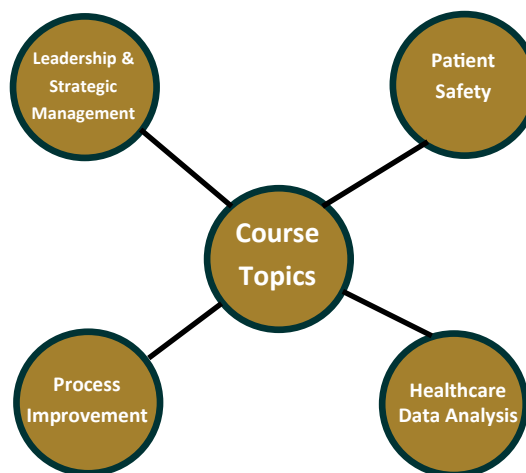 Leadership &
Strategic
Management
Patient
Safety
Course
Topics
Process
Improvement
Healthcare
Data Analysis